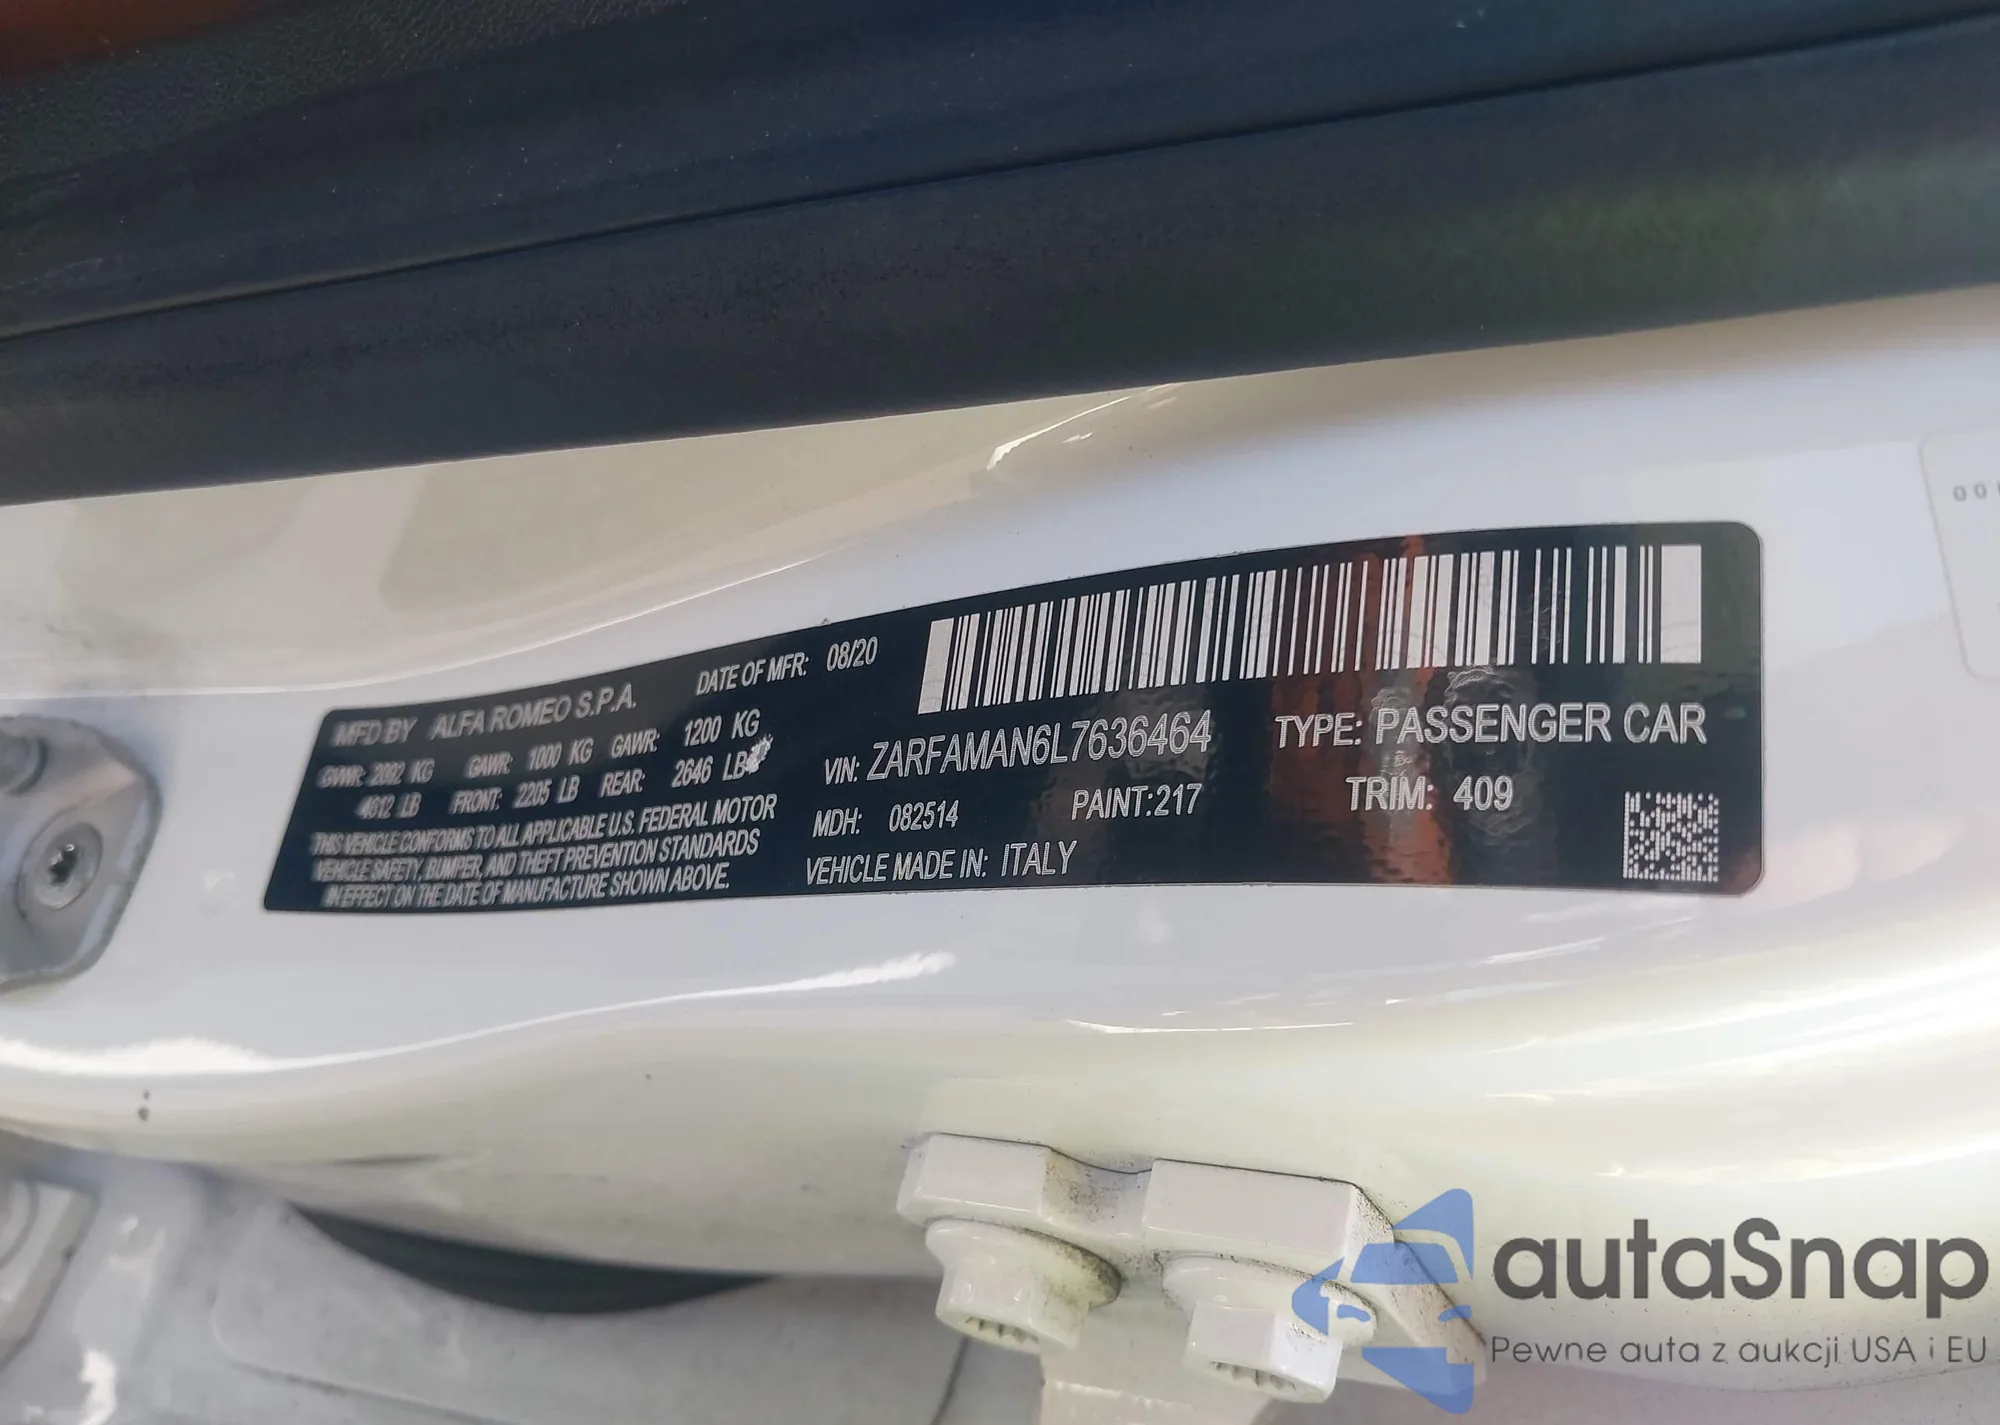 MFD BY ALFA ROMEO S.P.A. DATE OF MFR: 08/20
GVWR: 2092 KG GAWR: 1000 KG GAWR: 1200 KG
4612 LB FRONT: 2205 LB REAR: 2646 LB
THIS VEHICLE CONFORMS TO ALL APPLICABLE U.S. FEDERAL MOTOR
VEHICLE SAFETY, BUMPER, AND THEFT PREVENTION STANDARDS
IN EFFECT ON THE DATE OF MANUFACTURE SHOWN ABOVE.
VIN: ZARFAMAN6L7636464 TYPE: PASSENGER CAR
MDH: 082514 PAINT:217 TRIM: 409
VEHICLE MADE IN: ITALY
00
autaSnap
Pewne auta z aukcji USA i EU